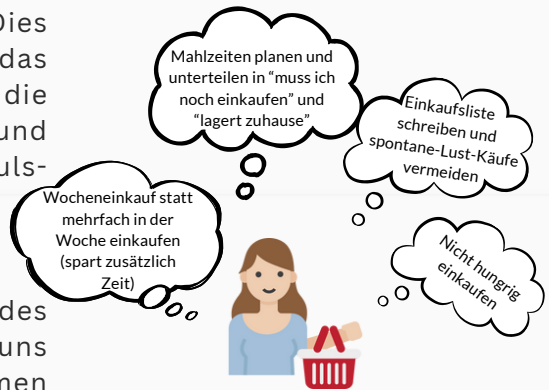 Dies
das
die
und
uls-
Mahlzeiten planen und
unterteilen in “muss ich
noch einkaufen” und
“lagert zuhause”
Einkaufsliste
schreiben und
spontane-Lust-Käufe
vermeiden
Wocheneinkauf statt
mehrfach in der
Woche einkaufen
(spart zusätzlich
Zeit)
Nicht hungrig
einkaufen
des
uns
men